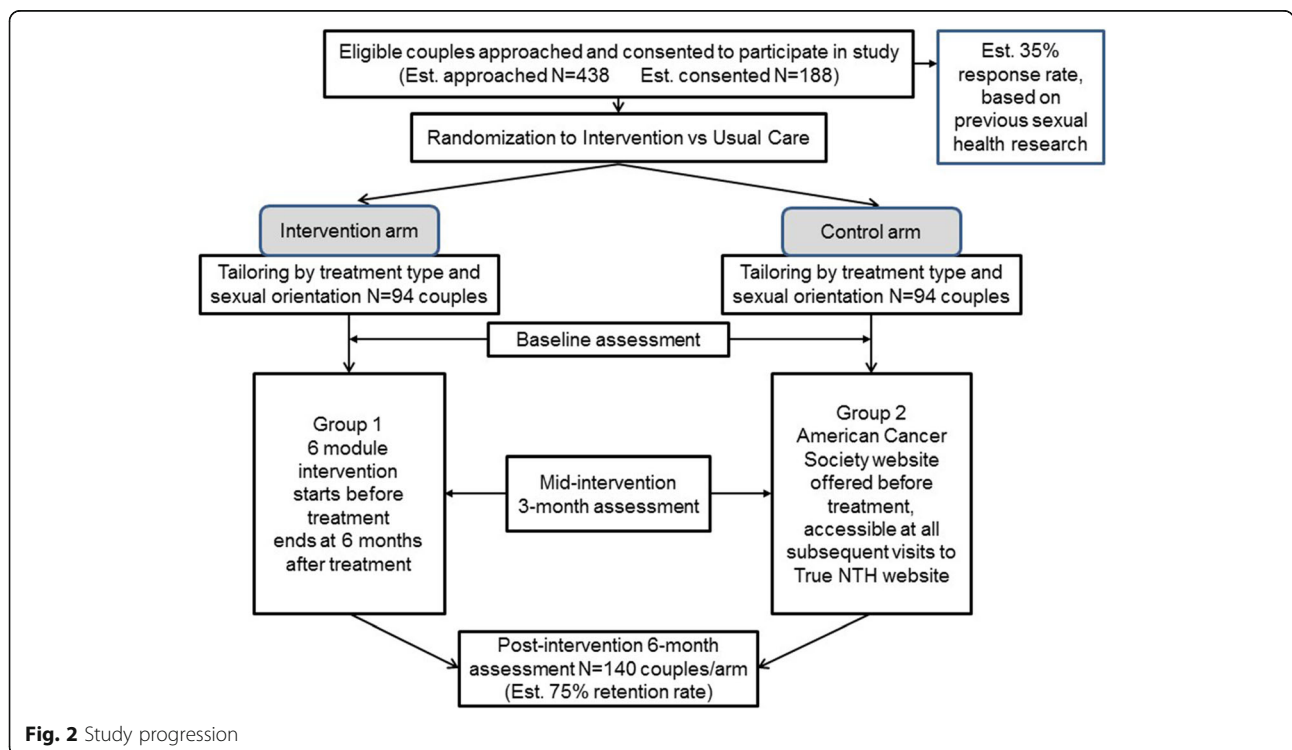 Eligible couples approached and consented to participate in study
(Est. approached N=438 Est. consented N=188)
Est. 35%
response rate,
based on
previous sexual
health research
Randomization to Intervention vs Usual Care
Intervention arm
Control arm
Tailoring by treatment type and
sexual orientation N=94 couples
Tailoring by treatment type and
sexual orientation N=94 couples
Baseline assessment
Group 1
6 module
intervention
starts before
treatment
ends at 6 months
after treatment
Mid-intervention
3-month assessment
Group 2
American Cancer
Society website
offered before
treatment,
accessible at all
subsequent visits to
True NTH website
Post-intervention 6-month
assessment N=140 couples/arm
(Est. 75% retention rate)
Fig. 2 Study progression